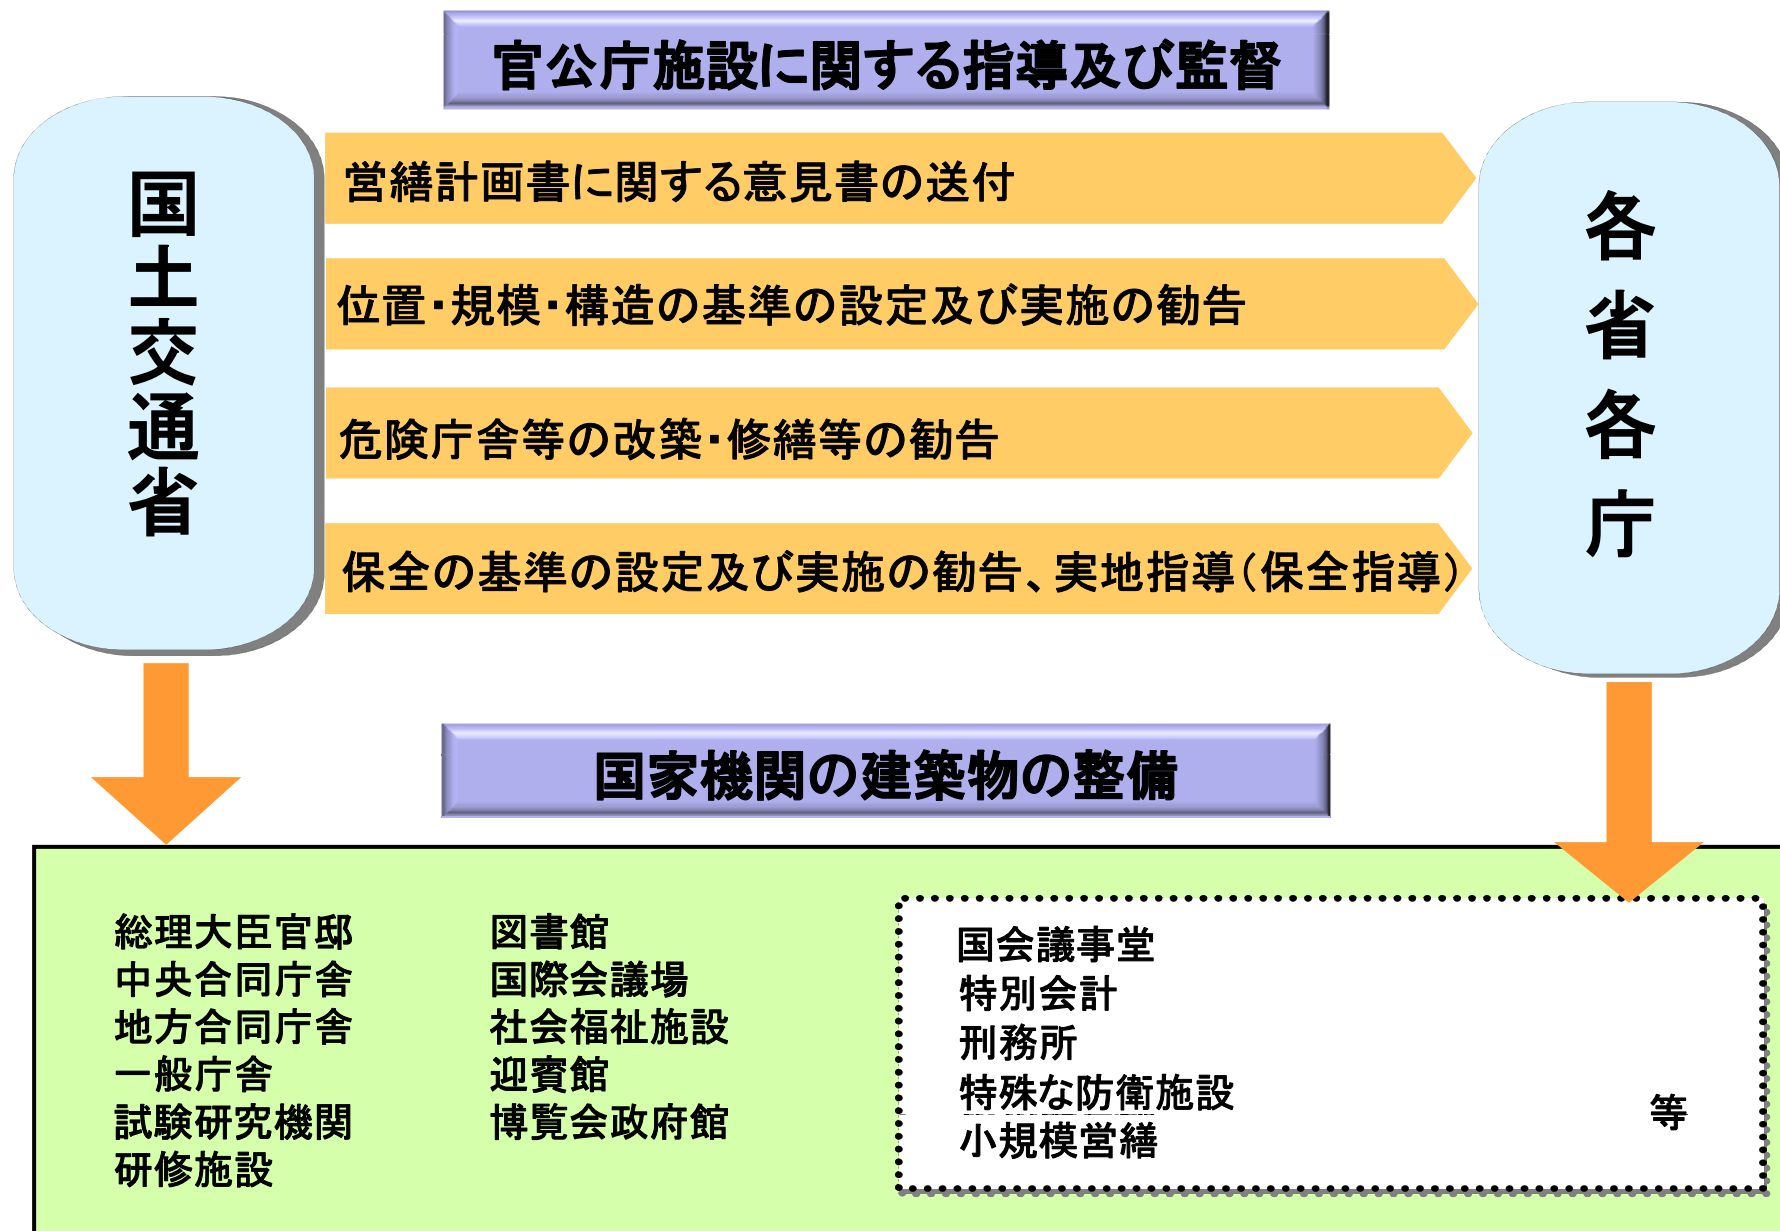 官公庁施設に関する指導及び監督
国土交通省
営繕計画書に関する意見書の送付
位置・規模・構造の基準の設定及び実施の勧告
危険庁舎等の改築・修繕等の勧告
保全の基準の設定及び実施の勧告、実地指導(保全指導)
各省各庁
国家機関の建築物の整備
総理大臣官邸
中央合同庁舎
地方合同庁舎
一般庁舎
試験研究機関
研修施設
図書館
国際会議場
社会福祉施設
迎賓館
博覧会政府館
国会議事堂
特別会計
刑務所
特殊な防衛施設
小規模営繕
等